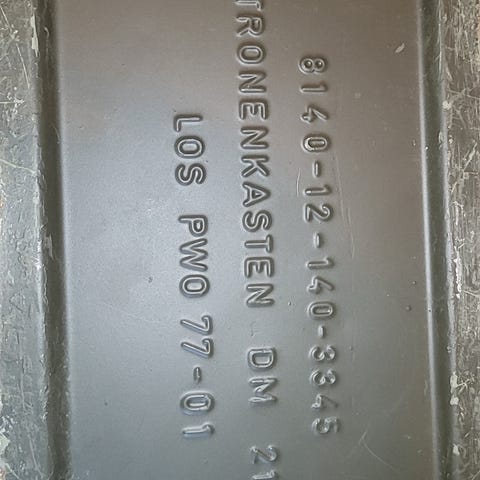 8140-12-140-3345
TRONENKASTEN DM 21
LOS PWO 77-01